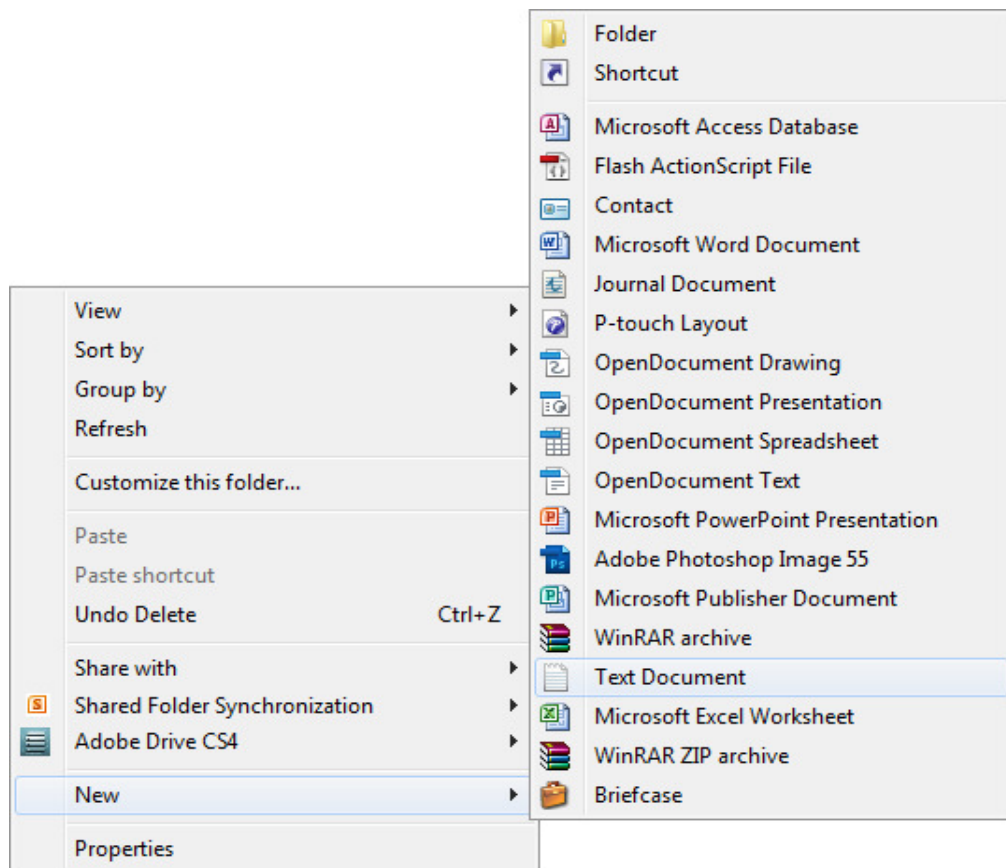 View
Sort by
Group by
Refresh
Customize this folder...
Paste
Paste shortcut
Undo Delete Ctrl+Z
Share with
Shared Folder Synchronization
Adobe Drive CS4
New
Properties
Folder
Shortcut
Microsoft Access Database
Flash ActionScript File
Contact
Microsoft Word Document
Journal Document
P-touch Layout
OpenDocument Drawing
OpenDocument Presentation
OpenDocument Spreadsheet
OpenDocument Text
Microsoft PowerPoint Presentation
Adobe Photoshop Image 55
Microsoft Publisher Document
WinRAR archive
Text Document
Microsoft Excel Worksheet
WinRAR ZIP archive
Briefcase